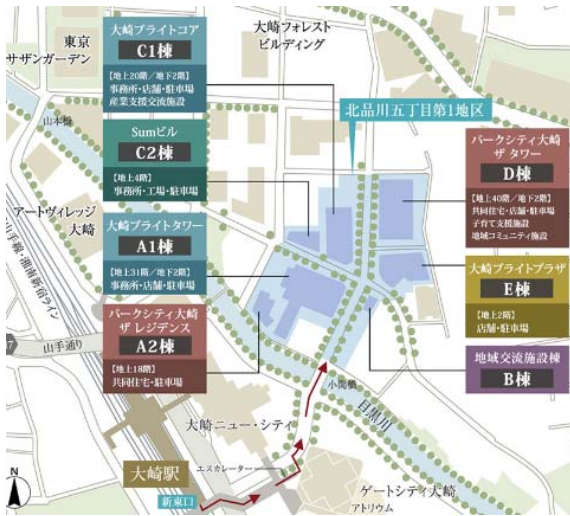 大崎ブライトコア
C1棟
【地上20階／地下2階】
事務所・店舗・駐車場
産業支援交流施設
Sumビル
C2棟
【地上4階】
事務所・工場・駐車場
大崎ブライトタワー
A1棟
【地上31階／地下2階】
事務所・店舗・駐車場
パークシティ大崎
ザ レジデンス
A2棟
【地上18階】
共同住宅・駐車場
北品川五丁目第1地区
パークシティ大崎
ザ タワー
D棟
【地上40階／地下2階】
共同住宅・店舗・駐車場
子育て支援施設
地域コミュニティ施設
大崎ブライトプラザ
E棟
【地上2階】
店舗・駐車場
地域交流施設棟
B棟
東京
サザンガーデン
大崎フォレスト
ビルディング
山本橋
アートヴィレッジ
大崎
山手線・湘南新宿ライン
山手通り
小関橋
目黒川
大崎ニュー・シティ
エスカレーター
大崎駅
新東口
ゲートシティ大崎
アトリウム
N